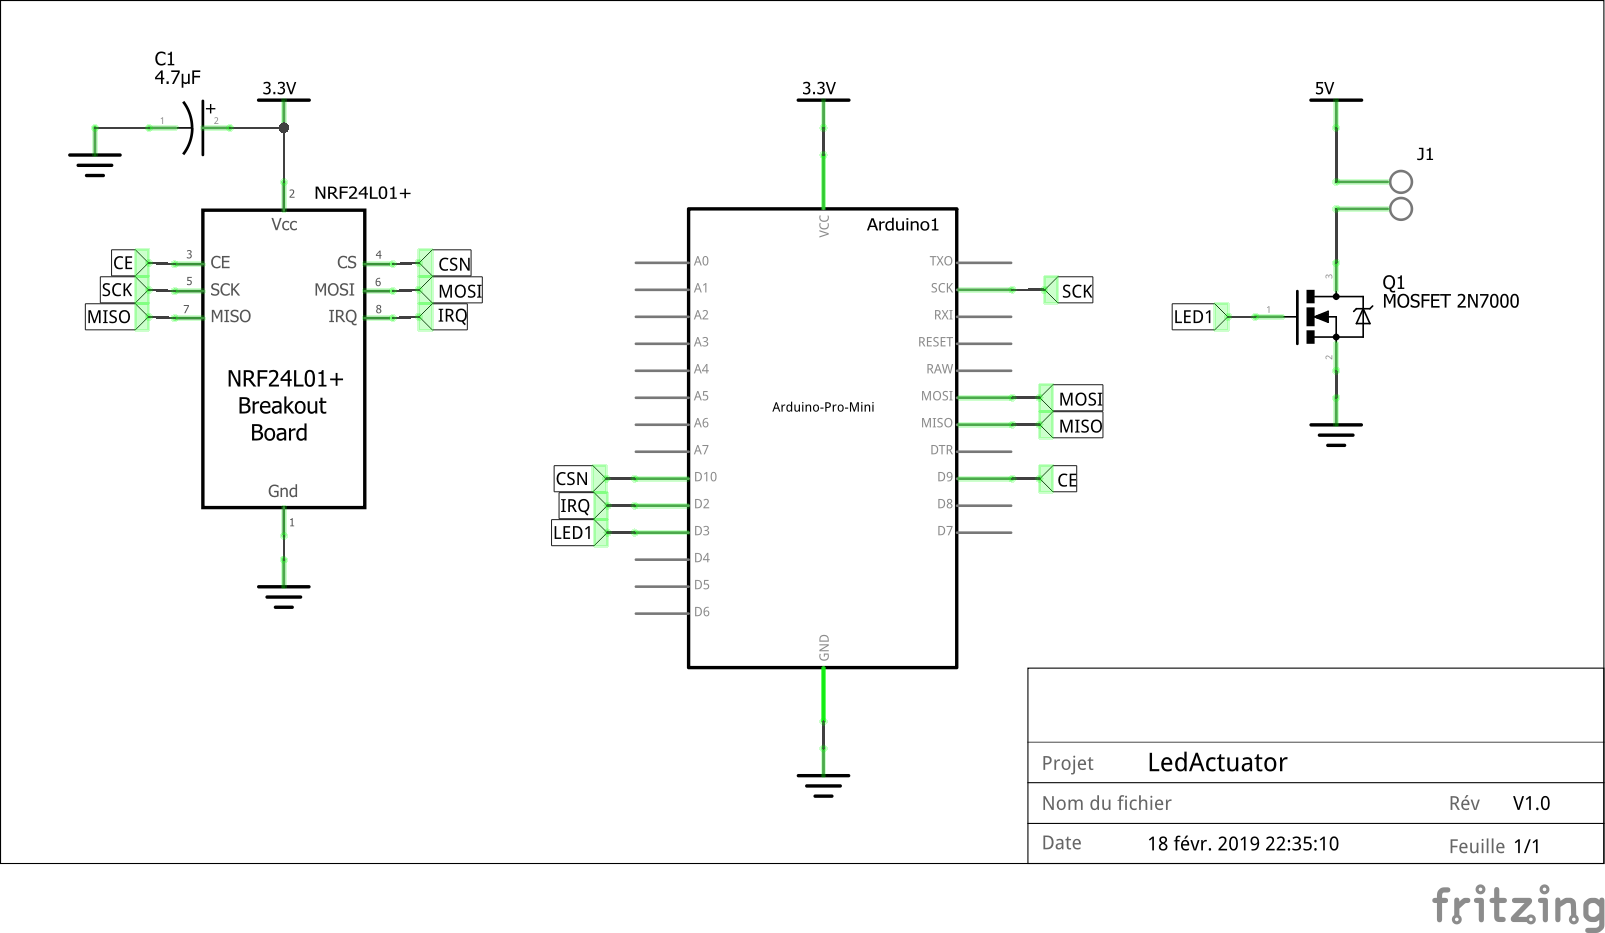 C1
4.7µF
1
2
+
3.3V
2
NRF24L01+
Vcc
CE
3
CE
CS
4
CSN
SCK
5
SCK
MOSI
6
MOSI
MISO
7
MISO
IRQ
8
IRQ
NRF24L01+
Breakout
Board
Gnd
1
3.3V
VCC
Arduino1
A0
TXO
A1
SCK
SCK
A2
RXI
A3
RESET
A4
RAW
Arduino-Pro-Mini
A5
MOSI
MOSI
A6
MISO
MISO
A7
DTR
CSN
D10
D9
CE
IRQ
D2
D8
LED1
D3
D7
D4
D5
D6
GND
5V
J1
3
Q1
MOSFET 2N7000
LED1
1
2
Projet LedActuator
Nom du fichier Rév V1.0
Date 18 févr. 2019 22:35:10 Feuille 1/1
fritzing